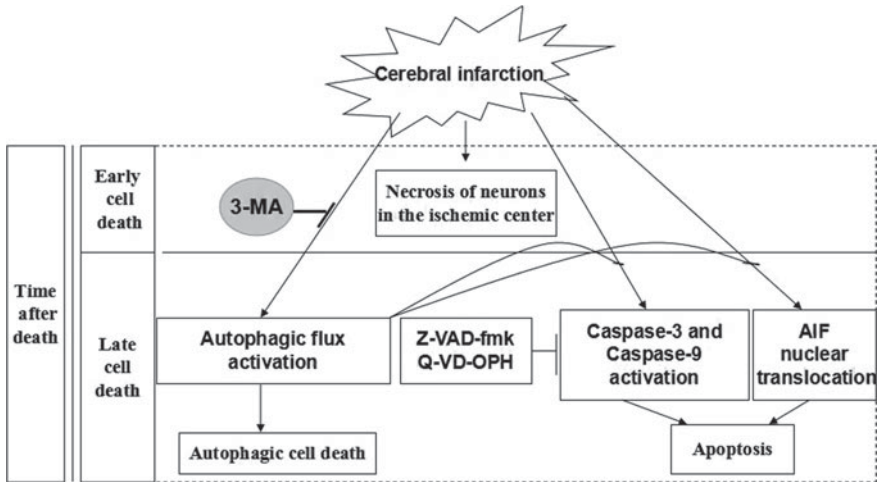 Cerebral infarction
Time
after
death
Early
cell
death
3-MA
Necrosis of neurons
in the ischemic center
Late
cell
death
Autophagic flux
activation
Z-VAD-fmk
Q-VD-OPH
Caspase-3 and
Caspase-9
activation
AIF
nuclear
translocation
Autophagic cell death
Apoptosis